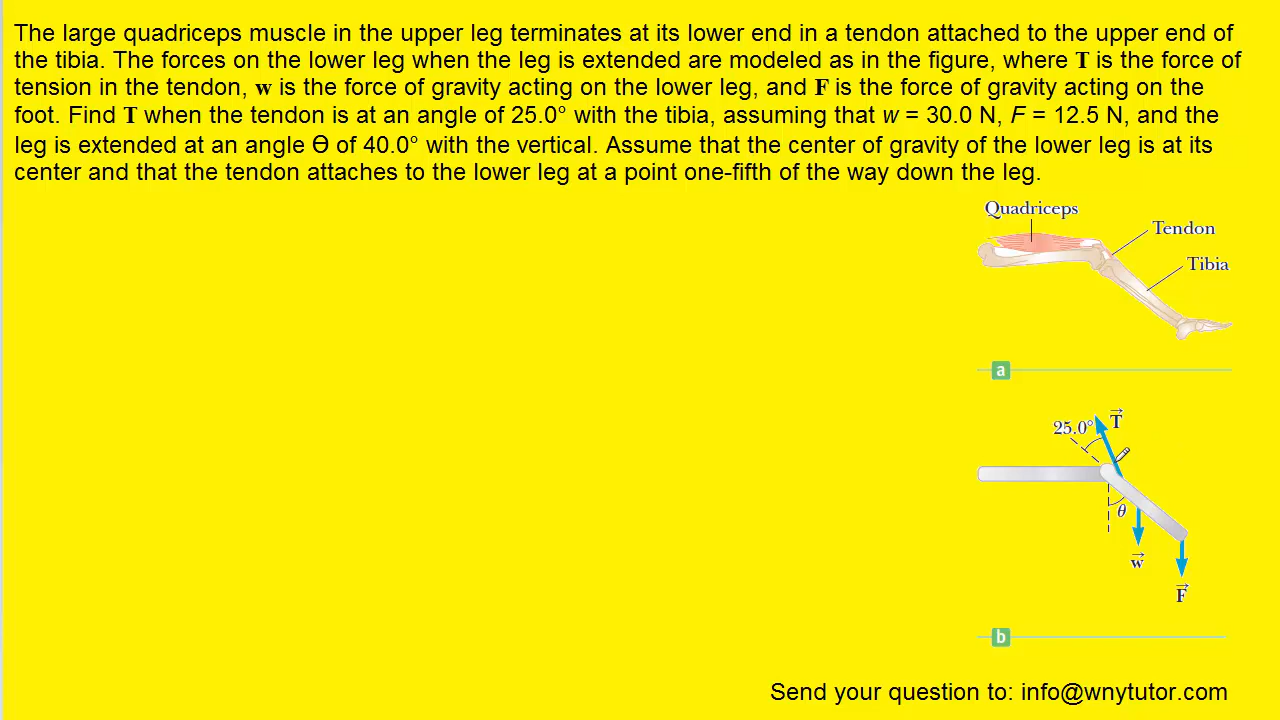 The large quadriceps muscle in the upper leg terminates at its lower end in a tendon attached to the upper end of
the tibia. The forces on the lower leg when the leg is extended are modeled as in the figure, where T is the force of
tension in the tendon, w is the force of gravity acting on the lower leg, and F is the force of gravity acting on the
foot. Find T when the tendon is at an angle of 25.0° with the tibia, assuming that w = 30.0 N, F = 12.5 N, and the
leg is extended at an angle Θ of 40.0° with the vertical. Assume that the center of gravity of the lower leg is at its
center and that the tendon attaches to the lower leg at a point one-fifth of the way down the leg.
Quadriceps
Tendon
Tibia
a
25.0°
T⃗
θ
w⃗
F⃗
b
Send your question to: info@wnytutor.com